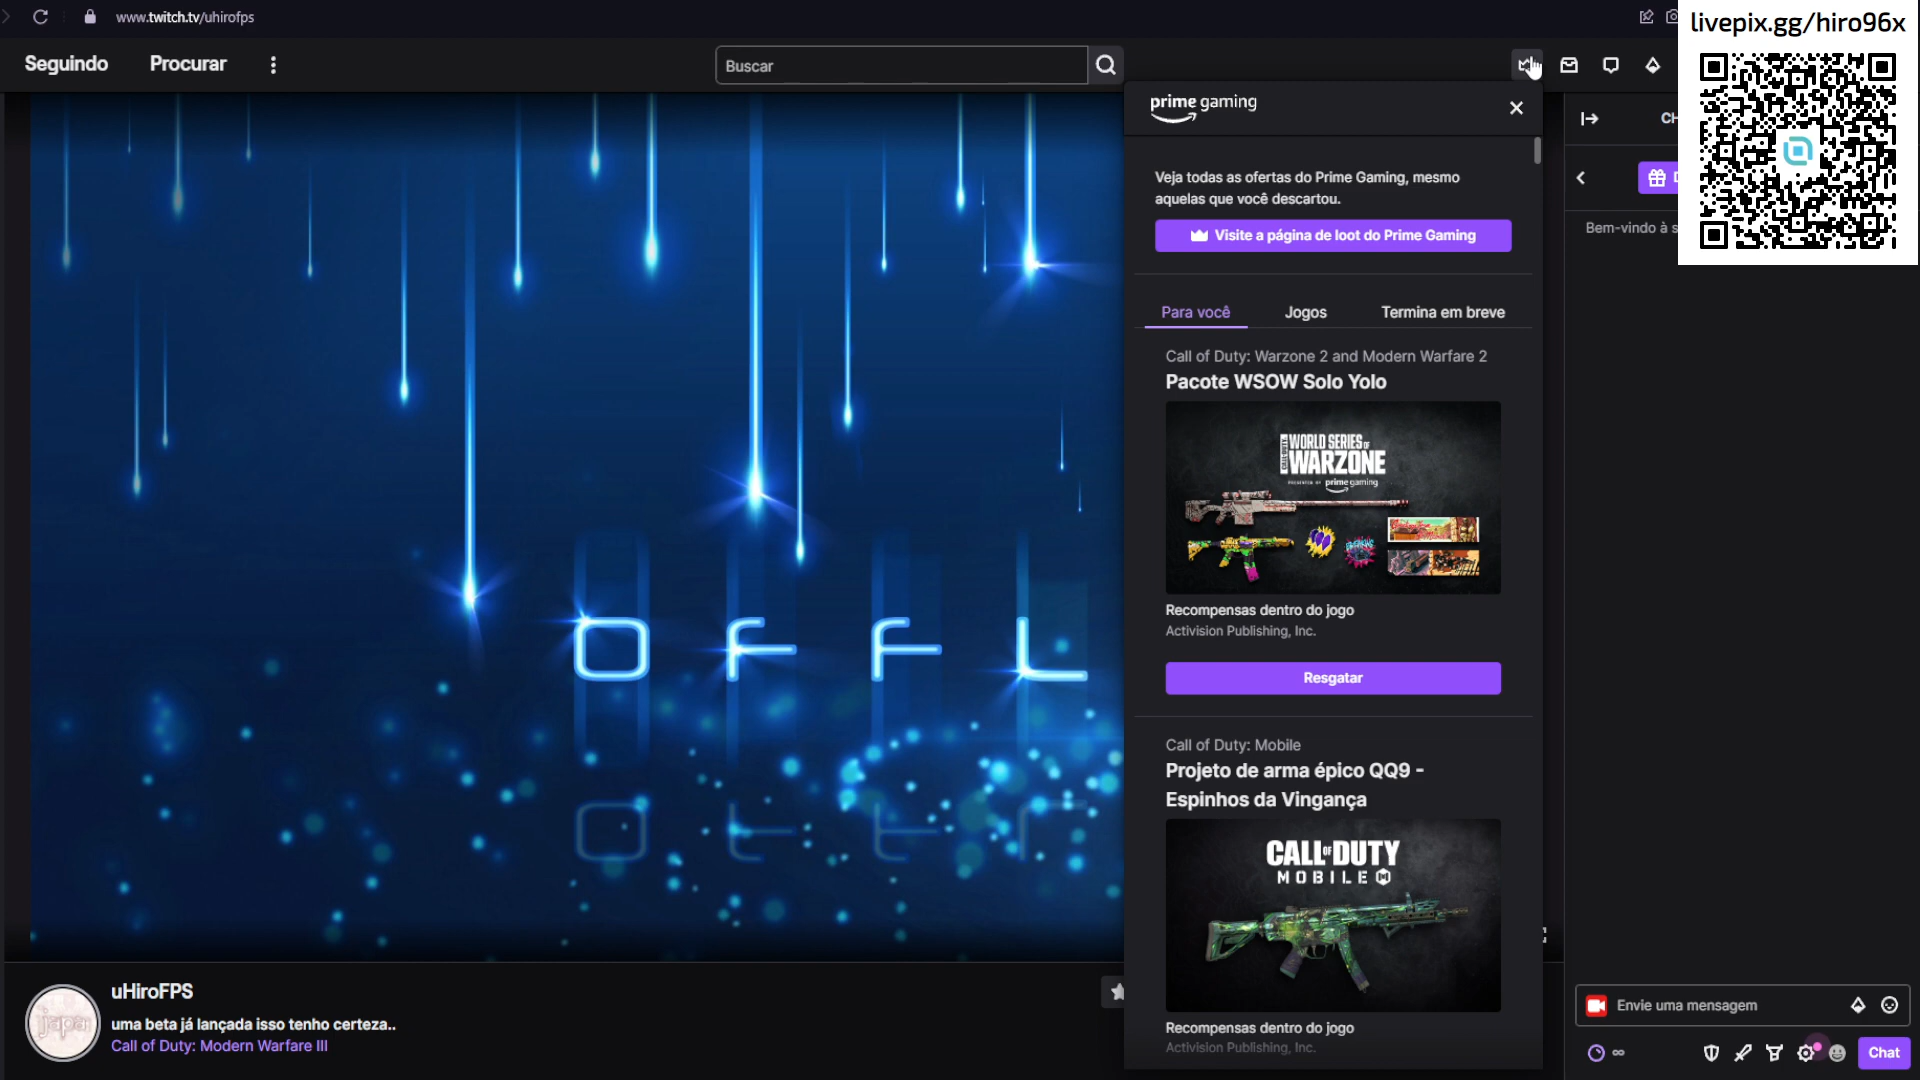 www.twitch.tv/uhirofps
livepix.gg/hiro96x
Seguindo
Procurar
Buscar
prime gaming
Veja todas as ofertas do Prime Gaming, mesmo
aquelas que você descartou.
Visite a página de loot do Prime Gaming
Para você
Jogos
Termina em breve
Call of Duty: Warzone 2 and Modern Warfare 2
Pacote WSOW Solo Yolo
WORLD SERIES OF
WARZONE
prime gaming
Recompensas dentro do jogo
Activision Publishing, Inc.
Resgatar
Call of Duty: Mobile
Projeto de arma épico QQ9 -
Espinhos da Vingança
CALL OF DUTY
MOBILE
Recompensas dentro do jogo
Activision Publishing, Inc.
OFFL
CH
D
Bem-vindo à s
japa
uHiroFPS
uma beta já lançada isso tenho certeza..
Call of Duty: Modern Warfare III
Envie uma mensagem
∞
Chat